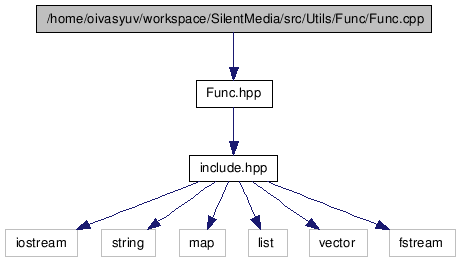 /home/oivasyuv/workspace/SilentMedia/src/Utils/Func/Func.cpp
Func.hpp
include.hpp
iostream string map list vector fstream